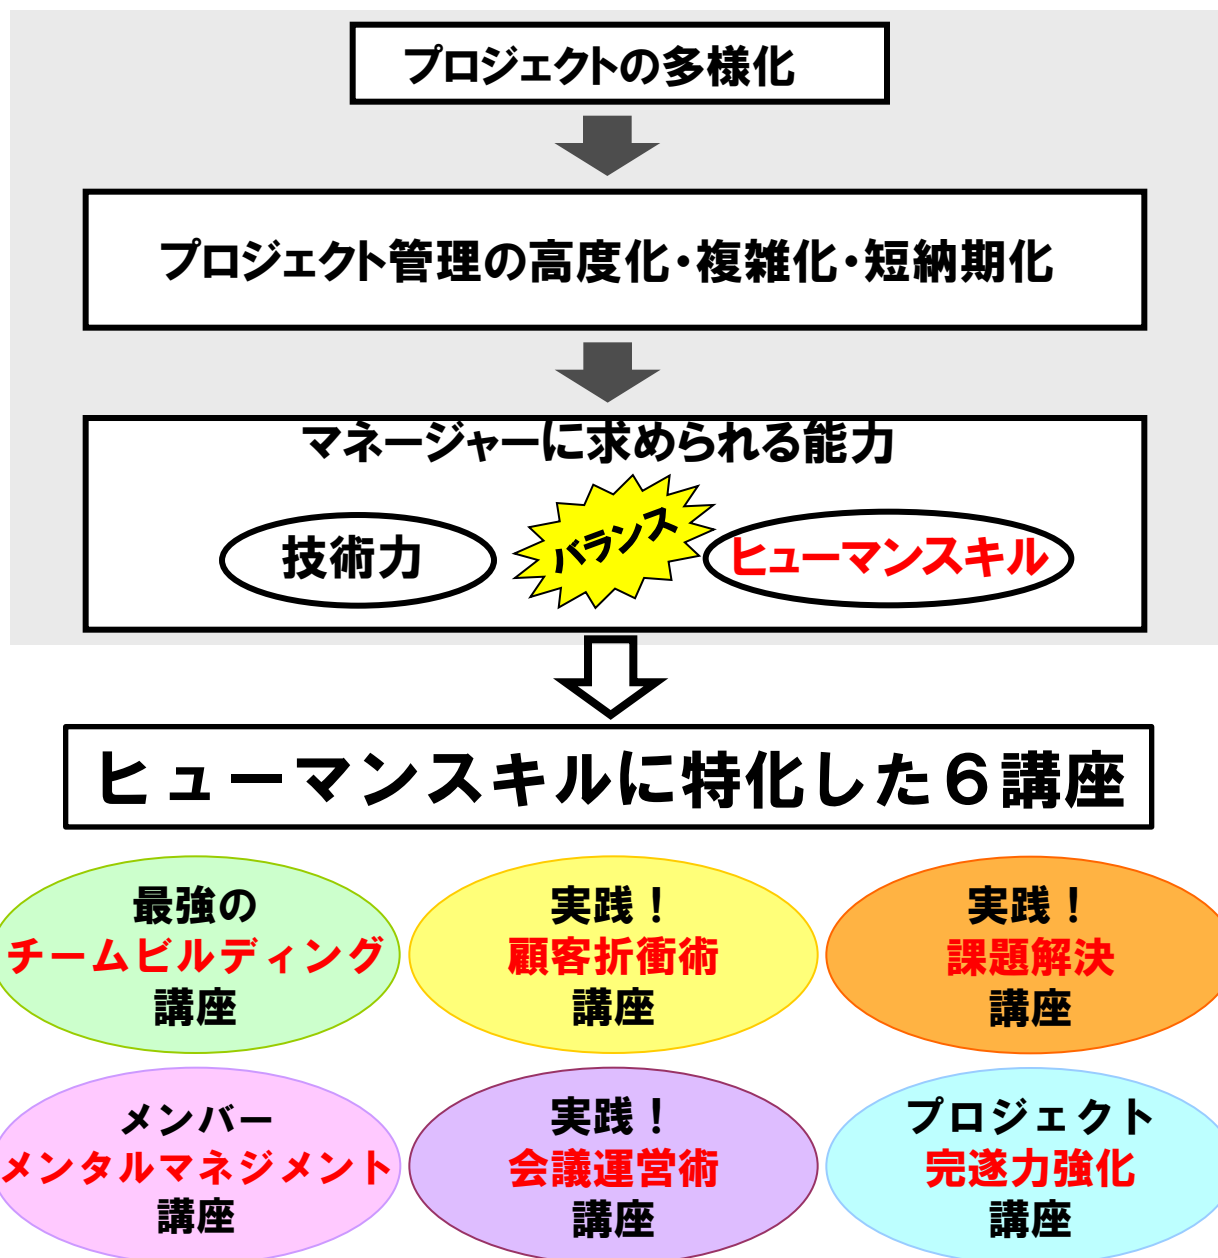 プロジェクトの多様化
プロジェクト管理の高度化・複雑化・短納期化
マネージャーに求められる能力
技術力
バランス
ヒューマンスキル
ヒューマンスキルに特化した６講座
最強の
チームビルディング
講座
実践！
顧客折衝術
講座
実践！
課題解決
講座
メンバー
メンタルマネジメント
講座
実践！
会議運営術
講座
プロジェクト
完遂力強化
講座